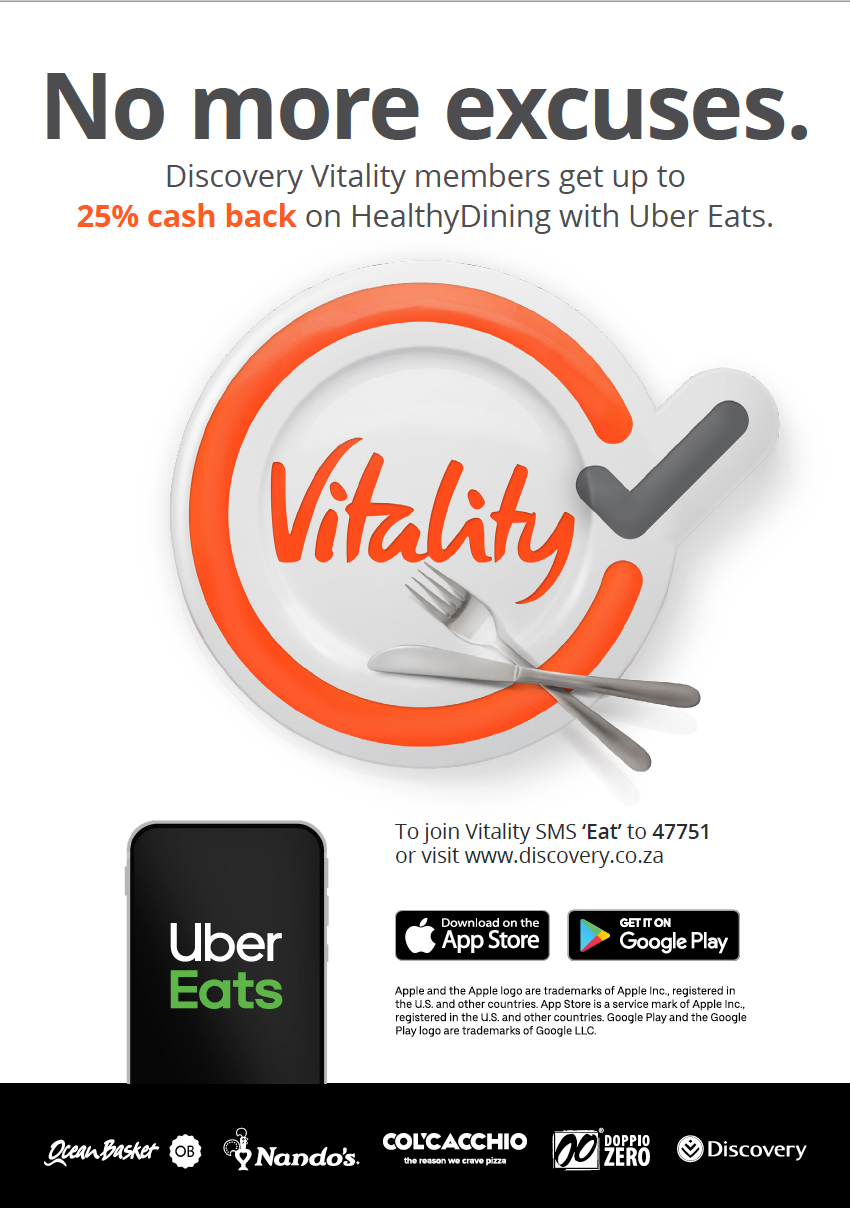 No more excuses.
Discovery Vitality members get up to
25% cash back on HealthyDining with Uber Eats.
Vitality
To join Vitality SMS ‘Eat’ to 47751
or visit www.discovery.co.za
Uber
Eats
Download on the
App Store
GET IT ON
Google Play
Apple and the Apple logo are trademarks of Apple Inc., registered in
the U.S. and other countries. App Store is a service mark of Apple Inc.,
registered in the U.S. and other countries. Google Play and the Google
Play logo are trademarks of Google LLC.
Ocean Basket OB
Nando's.
COL'CACCHIO
the reason we crave pizza
DOPPIO
ZERO
Discovery